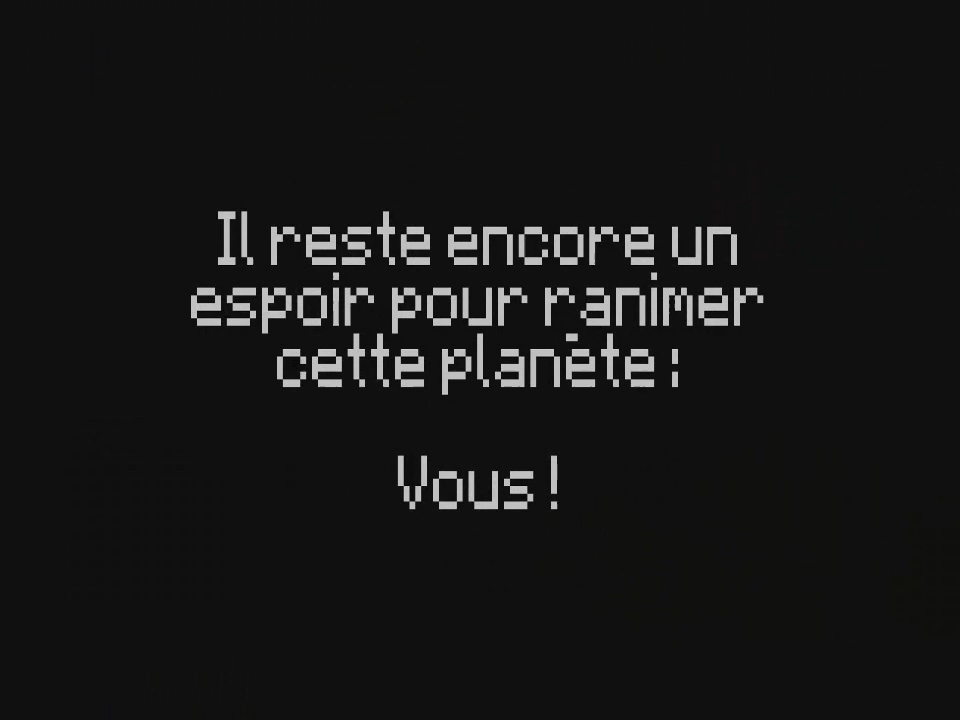 Il reste encore un
espoir pour ranimer
cette planète :
Vous !